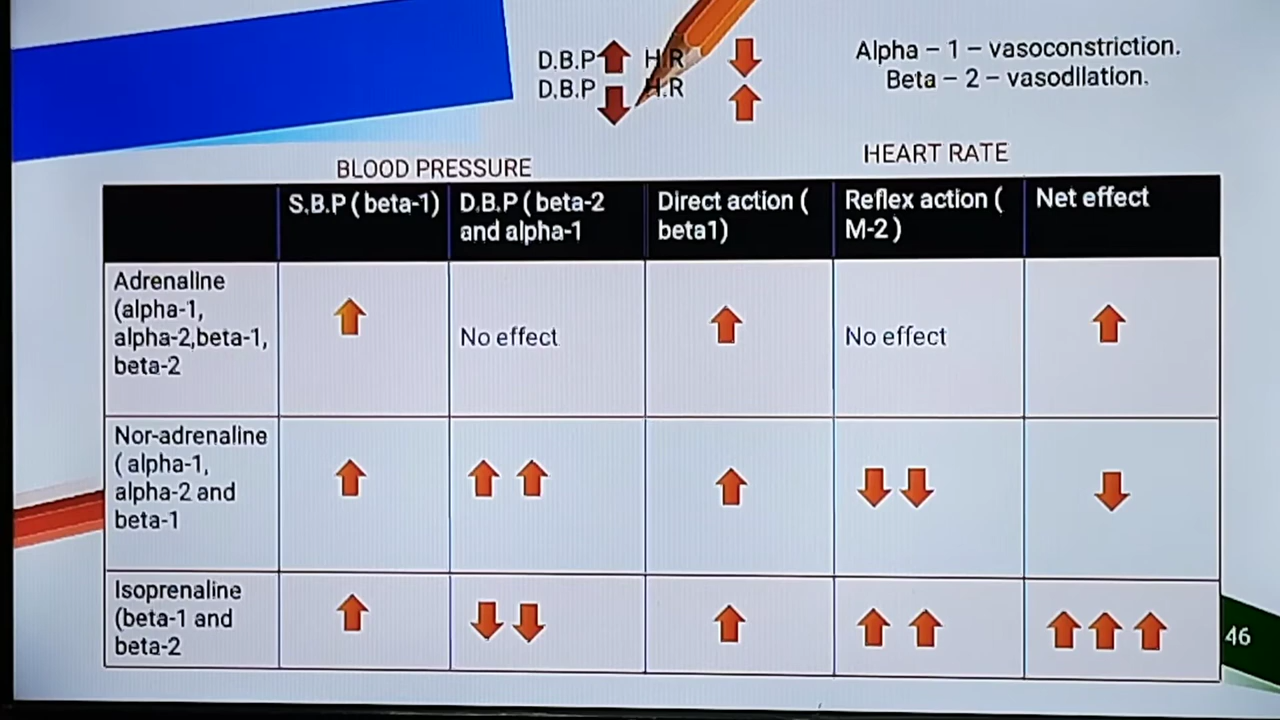 D.B.P H.R
D.B.P H.R
Alpha – 1 – vasoconstriction.
Beta – 2 – vasodilation.
BLOOD PRESSURE
HEART RATE
S.B.P ( beta-1)
D.B.P ( beta-2
and alpha-1
Direct action (
beta1)
Reflex action (
M-2 )
Net effect
Adrenaline
(alpha-1,
alpha-2,beta-1,
beta-2
No effect
No effect
Nor-adrenaline
( alpha-1,
alpha-2 and
beta-1
Isoprenaline
(beta-1 and
beta-2
46